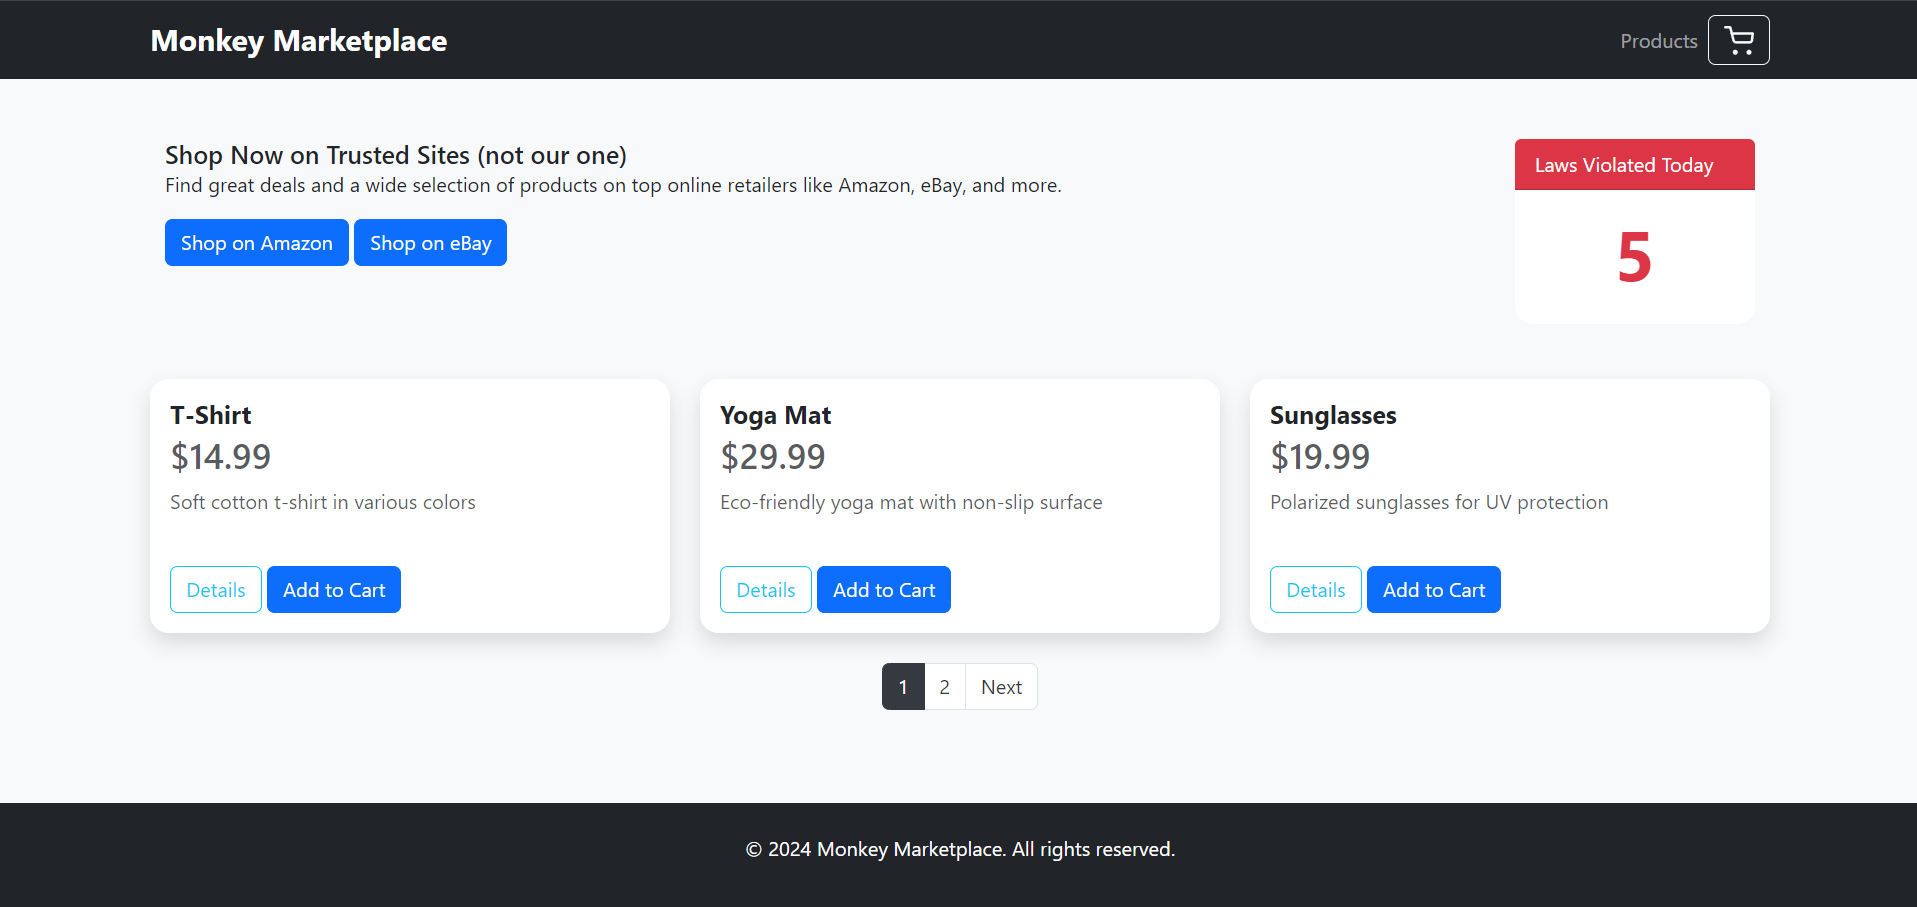 Monkey Marketplace
Products
Shop Now on Trusted Sites (not our one)
Find great deals and a wide selection of products on top online retailers like Amazon, eBay, and more.
Shop on Amazon
Shop on eBay
Laws Violated Today
5
T-Shirt
$14.99
Soft cotton t-shirt in various colors
Details
Add to Cart
Yoga Mat
$29.99
Eco-friendly yoga mat with non-slip surface
Details
Add to Cart
Sunglasses
$19.99
Polarized sunglasses for UV protection
Details
Add to Cart
1 2 Next
© 2024 Monkey Marketplace. All rights reserved.